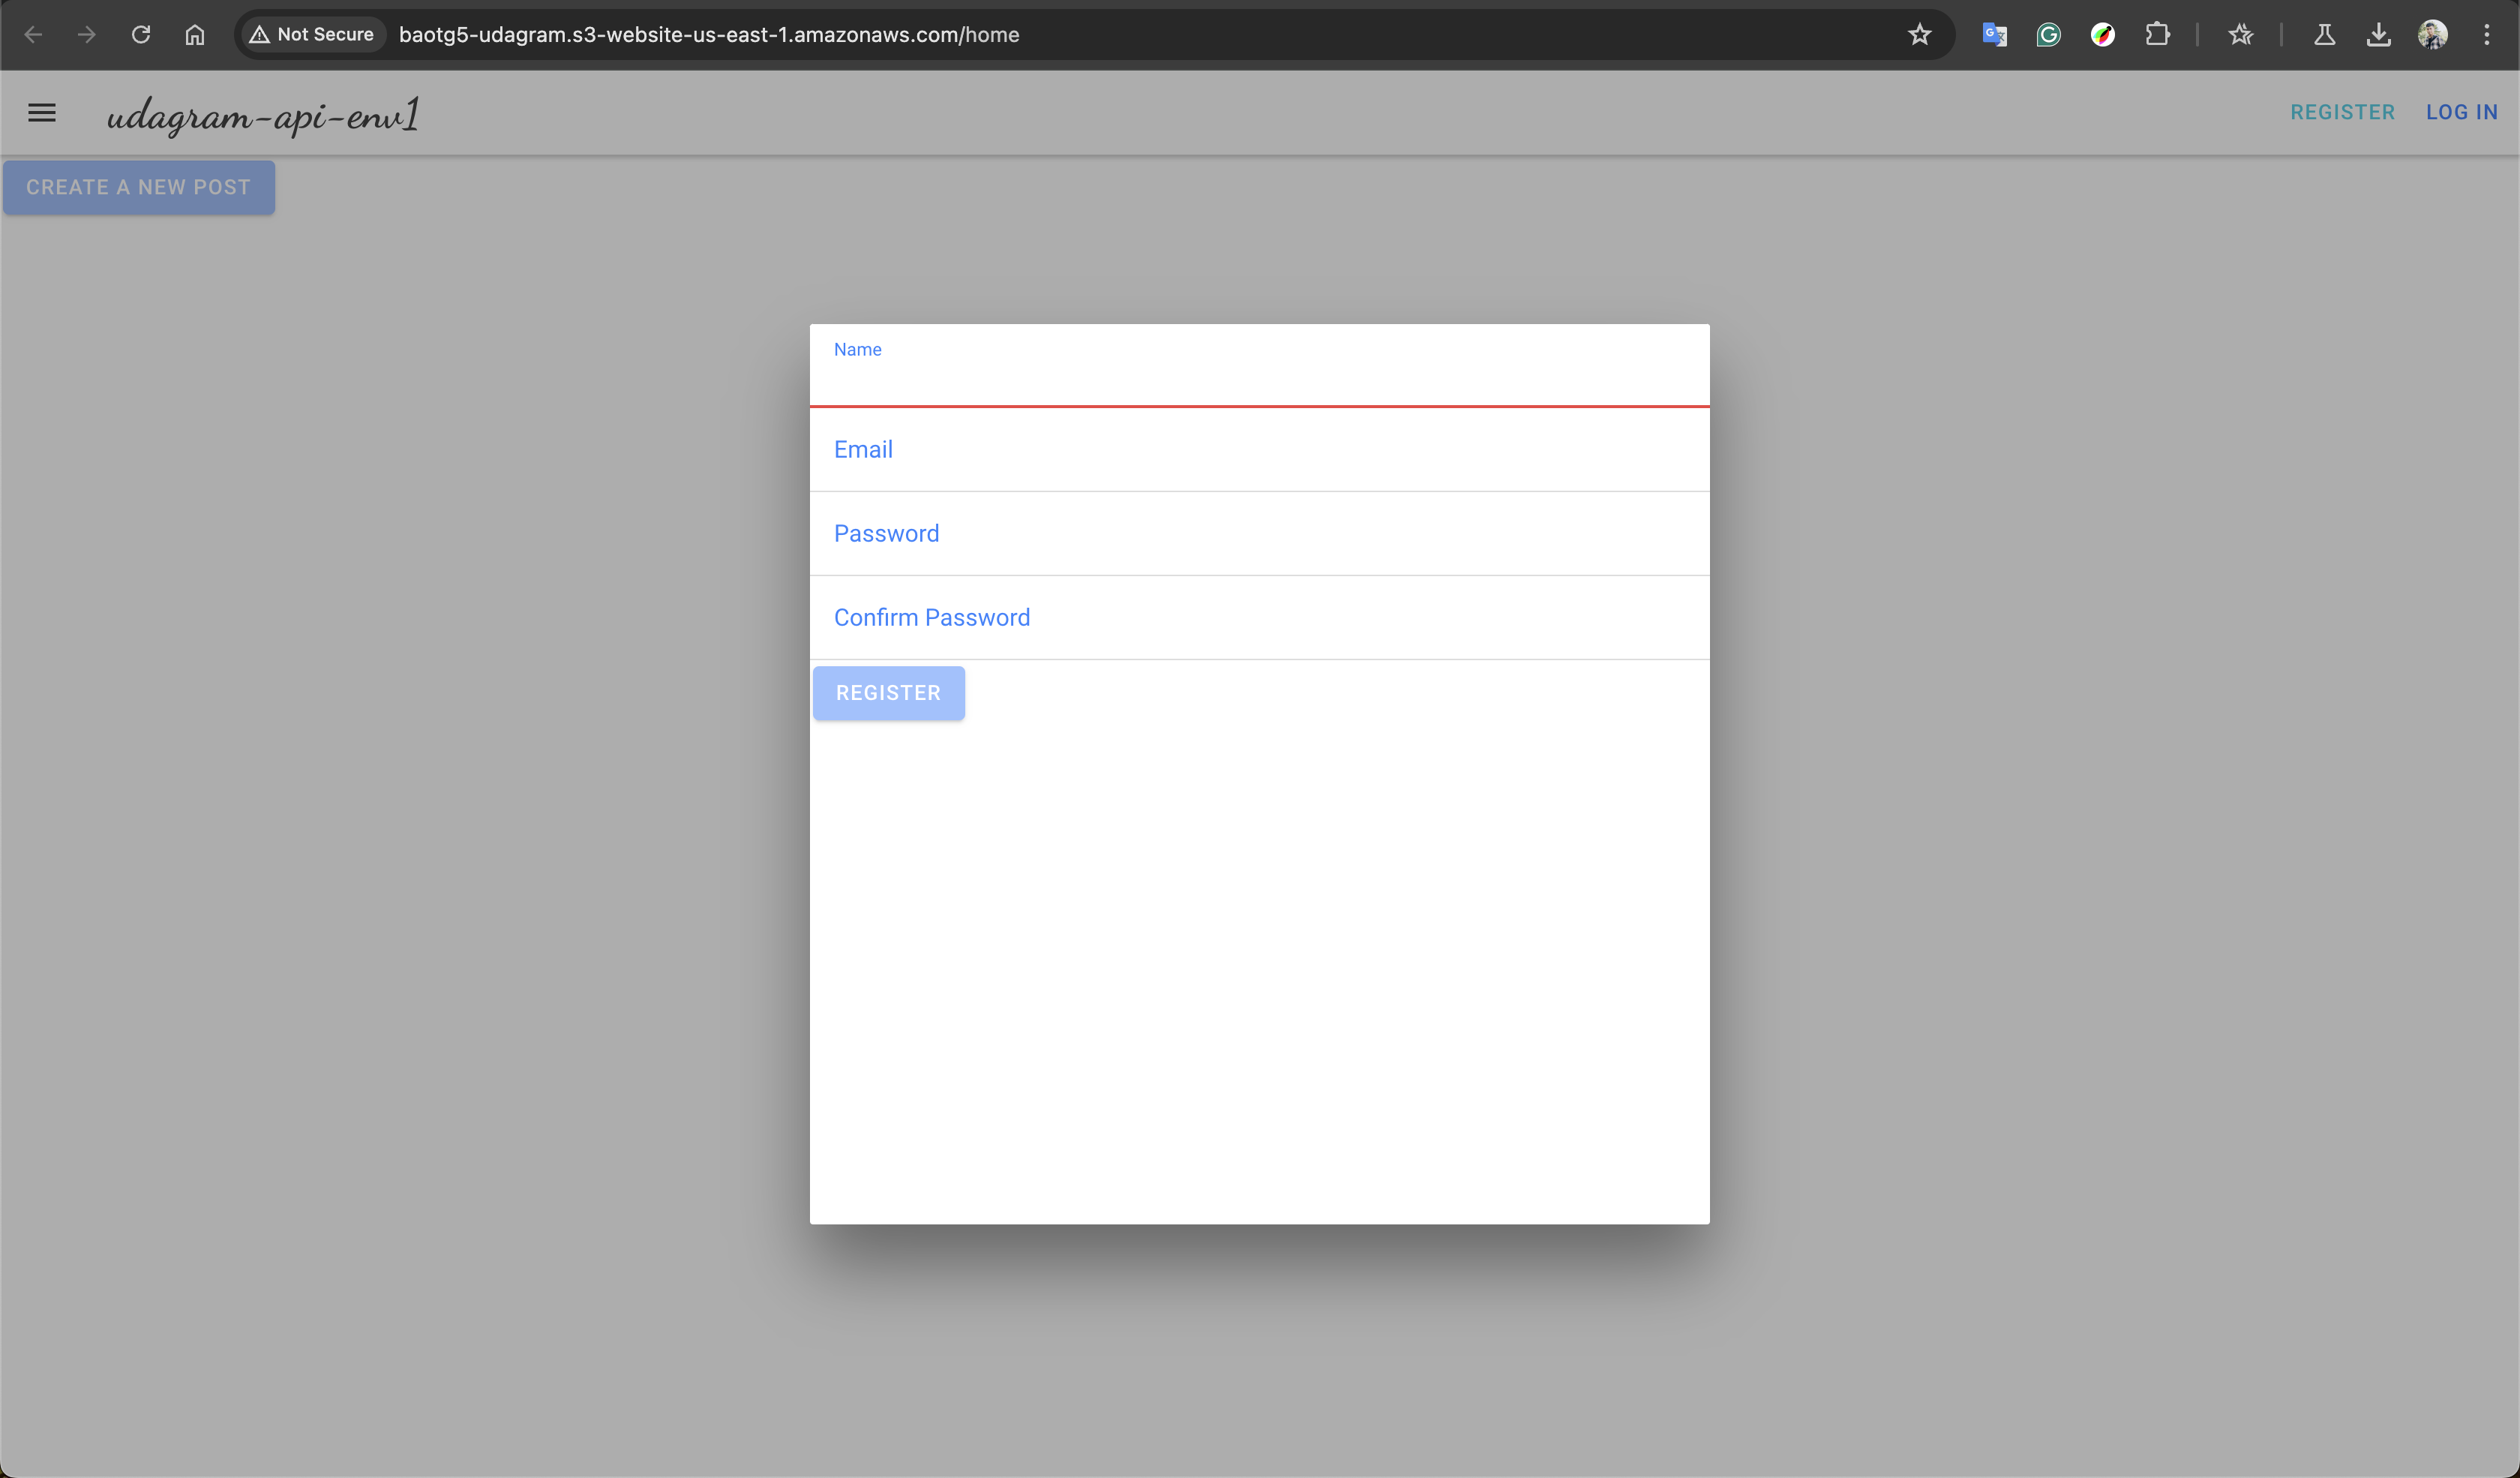 Not Secure baotg5-udagram.s3-website-us-east-1.amazonaws.com/home
udagram-api-env1 REGISTER LOG IN
CREATE A NEW POST
Name
Email
Password
Confirm Password
REGISTER